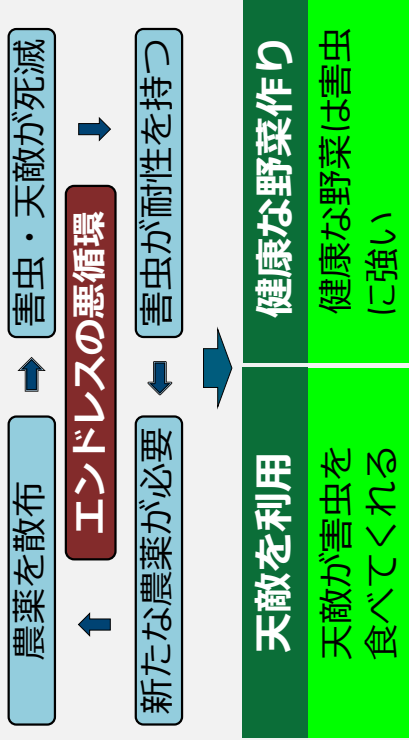 農薬を散布
害虫・天敵が死滅
エンドレスの悪循環
新たな農薬が必要
害虫が耐性を持つ
天敵を利用
健康な野菜作り
天敵が害虫を
食べてくれる
健康な野菜は害虫
に強い